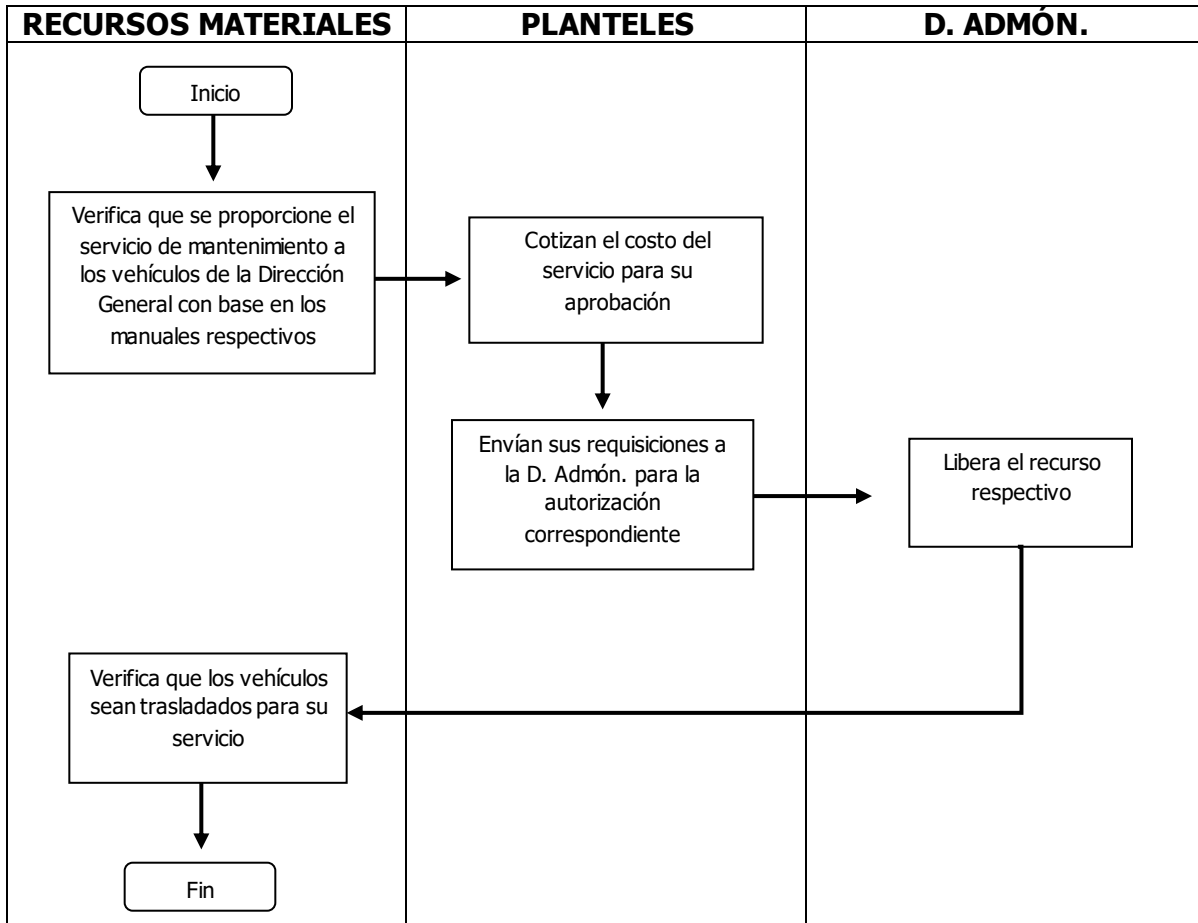 RECURSOS MATERIALES
PLANTELES
D. ADMÓN.
Inicio
Verifica que se proporcione el
servicio de mantenimiento a
los vehículos de la Dirección
General con base en los
manuales respectivos
Cotizan el costo del
servicio para su
aprobación
Envían sus requisiciones a
la D. Admón. para la
autorización
correspondiente
Libera el recurso
respectivo
Verifica que los vehículos
sean trasladados para su
servicio
Fin